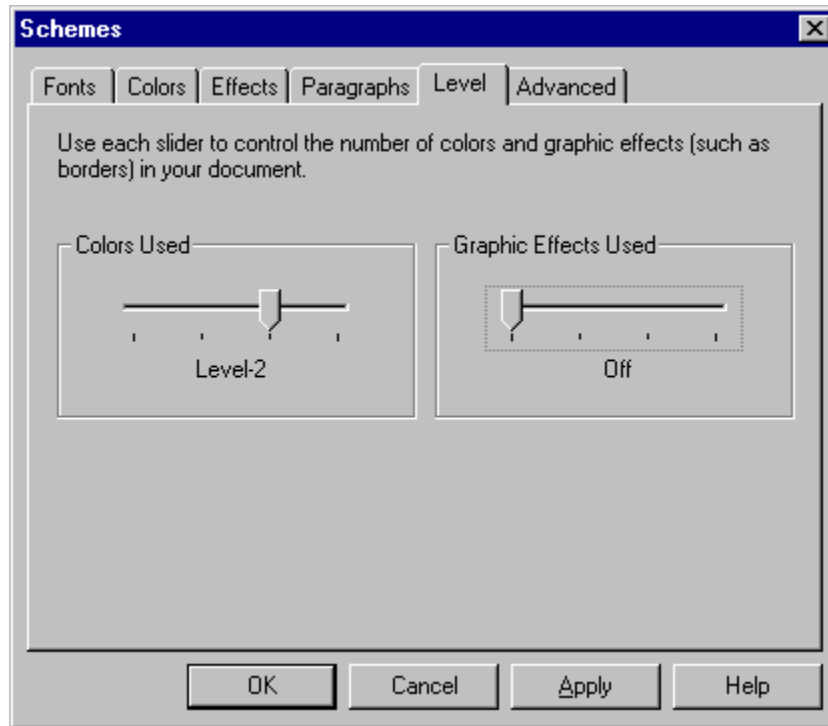 Schemes
Fonts Colors Effects Paragraphs Level Advanced
Use each slider to control the number of colors and graphic effects (such as
borders) in your document.
Colors Used Graphic Effects Used
Level-2 Off
OK Cancel Apply Help